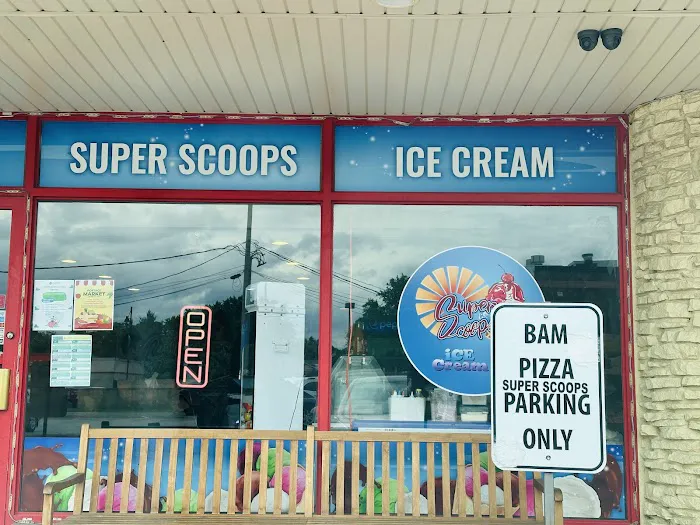 SUPER SCOOPS
ICE CREAM
MARKET
OPEN
Super
Scoops
iCE
Cream
BAM
PIZZA
SUPER SCOOPS
PARKING
ONLY